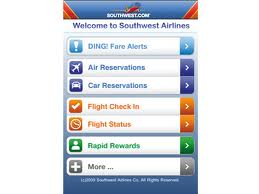 SOUTHWEST.COM
Welcome to Southwest Airlines
DING! Fare Alerts
Air Reservations
Car Reservations
Flight Check In
Flight Status
Rapid Rewards
More ...
(c)2009 Southwest Airlines Co. All Rights Reserved